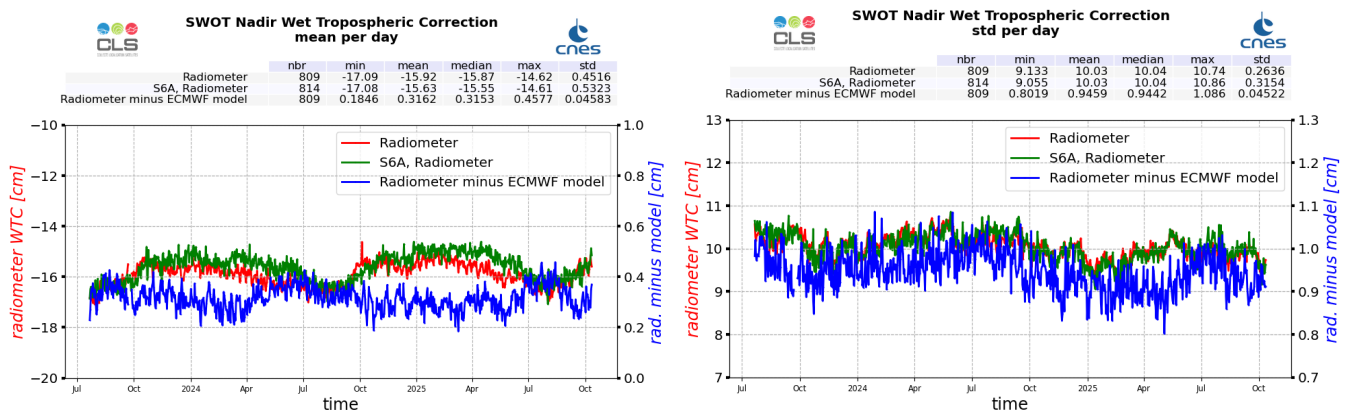 SWOT Nadir Wet Tropospheric Correction
mean per day
CLS
cnes
nbr min mean median max std
Radiometer 809 -17.09 -15.92 -15.87 -14.62 0.4516
S6A, Radiometer 814 -17.08 -15.63 -15.55 -14.61 0.5323
Radiometer minus ECMWF model 809 0.1846 0.3162 0.3153 0.4577 0.04583
Radiometer
S6A, Radiometer
Radiometer minus ECMWF model
radiometer WTC [cm]
−10
−12
−14
−16
−18
−20
1.0
0.8
0.6
0.4
0.2
0.0
rad. minus model [cm]
Jul Oct 2024 Apr Jul Oct 2025 Apr Jul Oct
time
SWOT Nadir Wet Tropospheric Correction
std per day
CLS
cnes
nbr min mean median max std
Radiometer 809 9.133 10.03 10.04 10.74 0.2636
S6A, Radiometer 814 9.055 10.03 10.04 10.86 0.3154
Radiometer minus ECMWF model 809 0.8019 0.9459 0.9442 1.086 0.04522
Radiometer
S6A, Radiometer
Radiometer minus ECMWF model
radiometer WTC [cm]
13
12
11
10
9
8
7
1.3
1.2
1.1
1.0
0.9
0.8
0.7
rad. minus model [cm]
Jul Oct 2024 Apr Jul Oct 2025 Apr Jul Oct
time